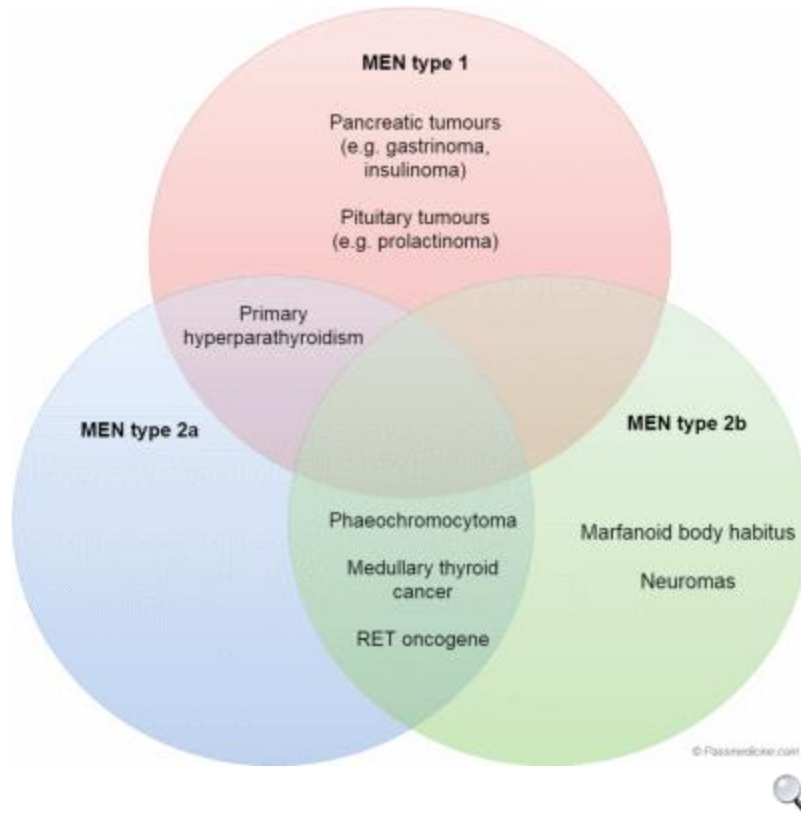 MEN type 1
Pancreatic tumours
(e.g. gastrinoma,
insulinoma)
Pituitary tumours
(e.g. prolactinoma)
Primary
hyperparathyroidism
MEN type 2a
MEN type 2b
Phaeochromocytoma
Medullary thyroid
cancer
RET oncogene
Marfanoid body habitus
Neuromas
© Passmedicine.com